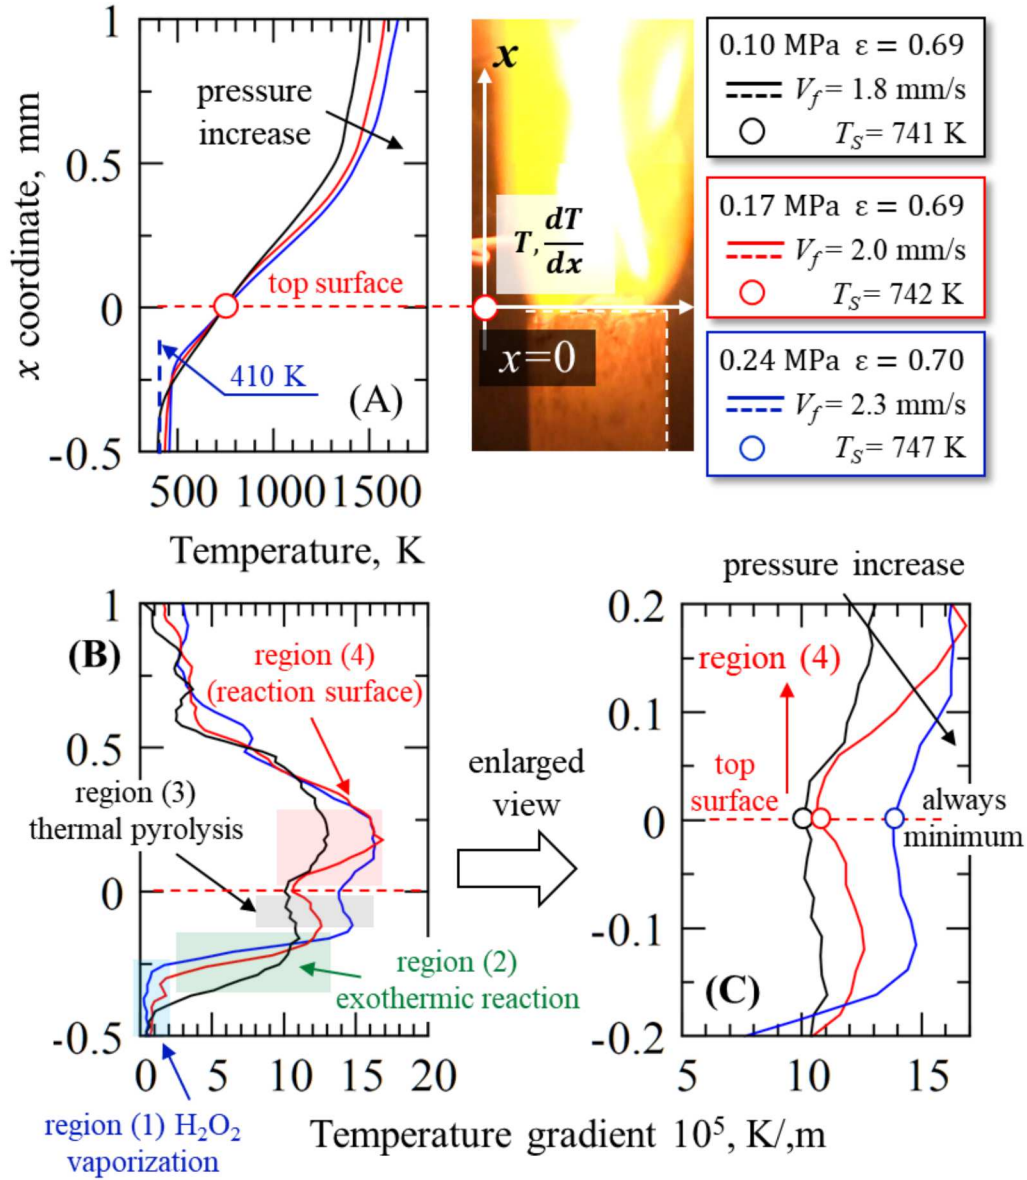 1
0.5
0
-0.5
x coordinate, mm
pressure
increase
top surface
410 K
(A)
500 1000 1500
Temperature, K
x
T, dT/dx
x=0
0.10 MPa ε = 0.69
V_f = 1.8 mm/s
T_S = 741 K
0.17 MPa ε = 0.69
V_f = 2.0 mm/s
T_S = 742 K
0.24 MPa ε = 0.70
V_f = 2.3 mm/s
T_S = 747 K
1
0.5
0
-0.5
(B)
region (4)
(reaction surface)
region (3)
thermal pyrolysis
region (2)
exothermic reaction
0 5 10 15 20
region (1) H₂O₂
vaporization
enlarged
view
pressure increase
0.2
0.1
0
-0.1
-0.2
region (4)
top
surface
always
minimum
(C)
5 10 15
Temperature gradient 10⁵, K/,m